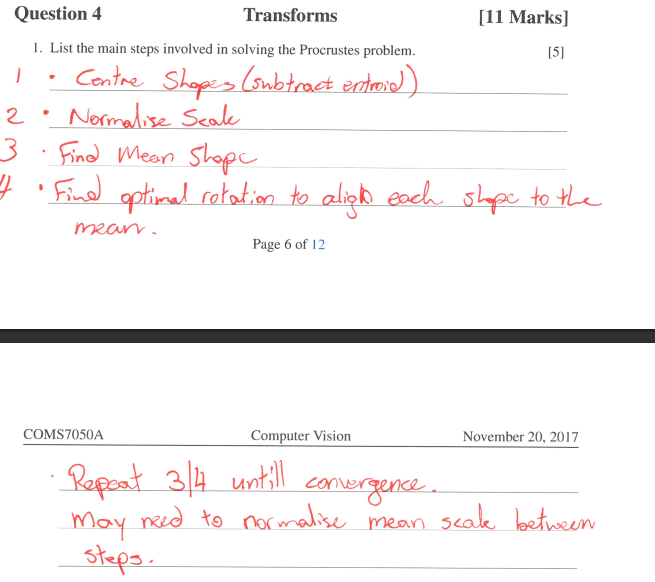 Question 4 Transforms [11 Marks]
1. List the main steps involved in solving the Procrustes problem. [5]
1 · Centre Shapes (subtract entroid)
2 · Normalise Scale
3 · Find Mean Shape
4 · Find optimal rotation to align each shape to the
mean.
Page 6 of 12
COMS7050A Computer Vision November 20, 2017
· Repeat 3/4 untill convergence.
May need to normalise mean scale between
steps.